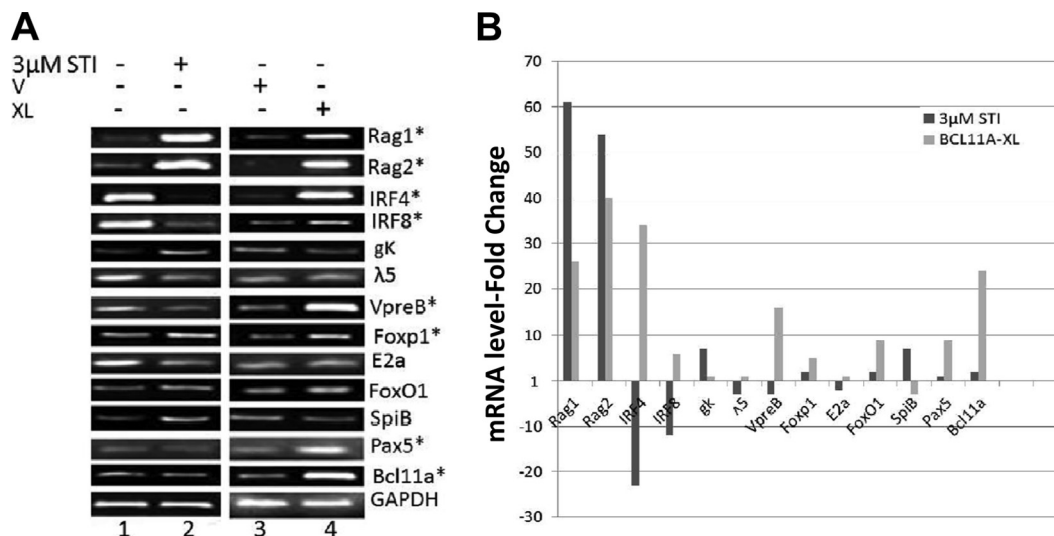 A
3μM STI - + - -
V - - + -
XL - - - +
Rag1*
Rag2*
IRF4*
IRF8*
gK
λ5
VpreB*
Foxp1*
E2a
FoxO1
SpiB
Pax5*
Bcl11a*
GAPDH
1 2 3 4
B
mRNA level-Fold Change
70
60
50
40
30
20
10
1
-10
-20
-30
3μM STI
BCL11A-XL
Rag1
Rag2
IRF4
IRF8
gk
λ5
VpreB
Foxp1
E2a
FoxO1
SpiB
Pax5
Bcl11a